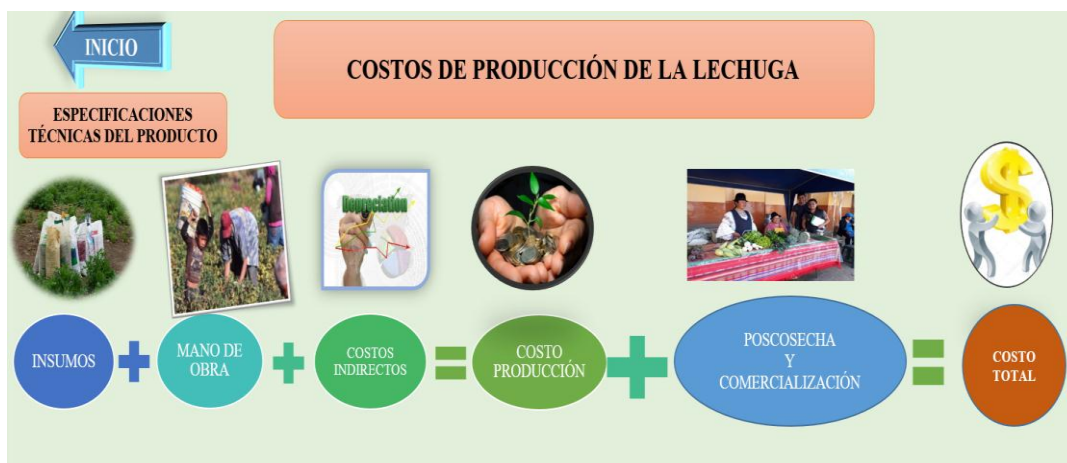 INICIO
COSTOS DE PRODUCCIÓN DE LA LECHUGA
ESPECIFICACIONES
TÉCNICAS DEL PRODUCTO
Depreciation
INSUMOS
MANO DE
OBRA
COSTOS
INDIRECTOS
COSTO
PRODUCCIÓN
POSCOSECHA
Y
COMERCIALIZACIÓN
COSTO
TOTAL